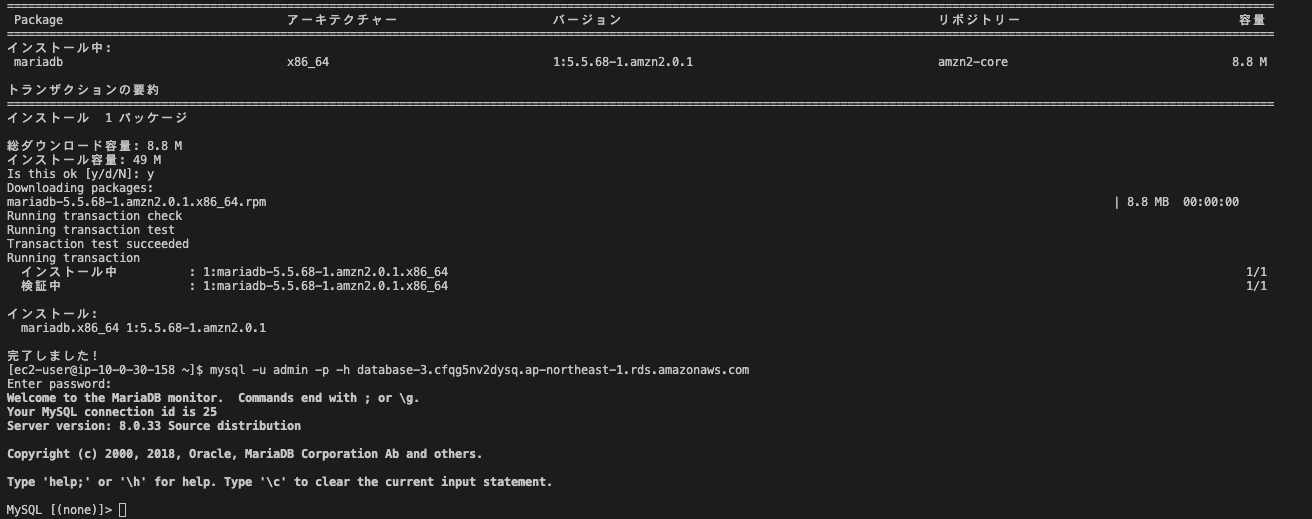 Package アーキテクチャー バージョン リポジトリー 容量
インストール中:
mariadb x86_64 1:5.5.68-1.amzn2.0.1 amzn2-core 8.8 M
トランザクションの要約
インストール 1 パッケージ
総ダウンロード容量: 8.8 M
インストール容量: 49 M
Is this ok [y/d/N]: y
Downloading packages:
mariadb-5.5.68-1.amzn2.0.1.x86_64.rpm | 8.8 MB 00:00:00
Running transaction check
Running transaction test
Transaction test succeeded
Running transaction
インストール中 : 1:mariadb-5.5.68-1.amzn2.0.1.x86_64 1/1
検証中 : 1:mariadb-5.5.68-1.amzn2.0.1.x86_64 1/1
インストール:
mariadb.x86_64 1:5.5.68-1.amzn2.0.1
完了しました!
[ec2-user@ip-10-0-30-158 ~]$ mysql -u admin -p -h database-3.cfqg5nv2dysq.ap-northeast-1.rds.amazonaws.com
Enter password:
Welcome to the MariaDB monitor.  Commands end with ; or \g.
Your MySQL connection id is 25
Server version: 8.0.33 Source distribution
Copyright (c) 2000, 2018, Oracle, MariaDB Corporation Ab and others.
Type 'help;' or '\h' for help. Type '\c' to clear the current input statement.
MySQL [(none)]>